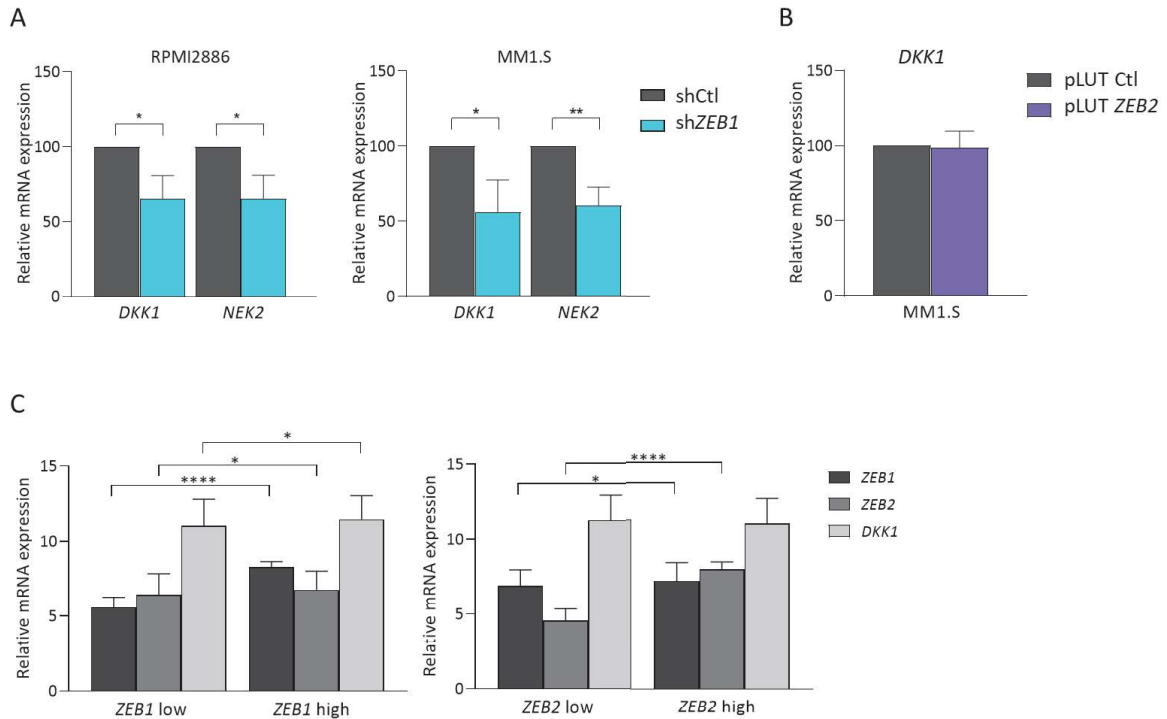 A
RPMI2886
Relative mRNA expression
150
100
50
0
*
*
DKK1
NEK2
MM1.S
Relative mRNA expression
150
100
50
0
*
**
DKK1
NEK2
shCtl
shZEB1
B
DKK1
Relative mRNA expression
150
100
50
0
MM1.S
pLUT Ctl
pLUT ZEB2
C
Relative mRNA expression
15
10
5
0
*
*
****
ZEB1 low
ZEB1 high
Relative mRNA expression
15
10
5
0
****
*
ZEB2 low
ZEB2 high
ZEB1
ZEB2
DKK1